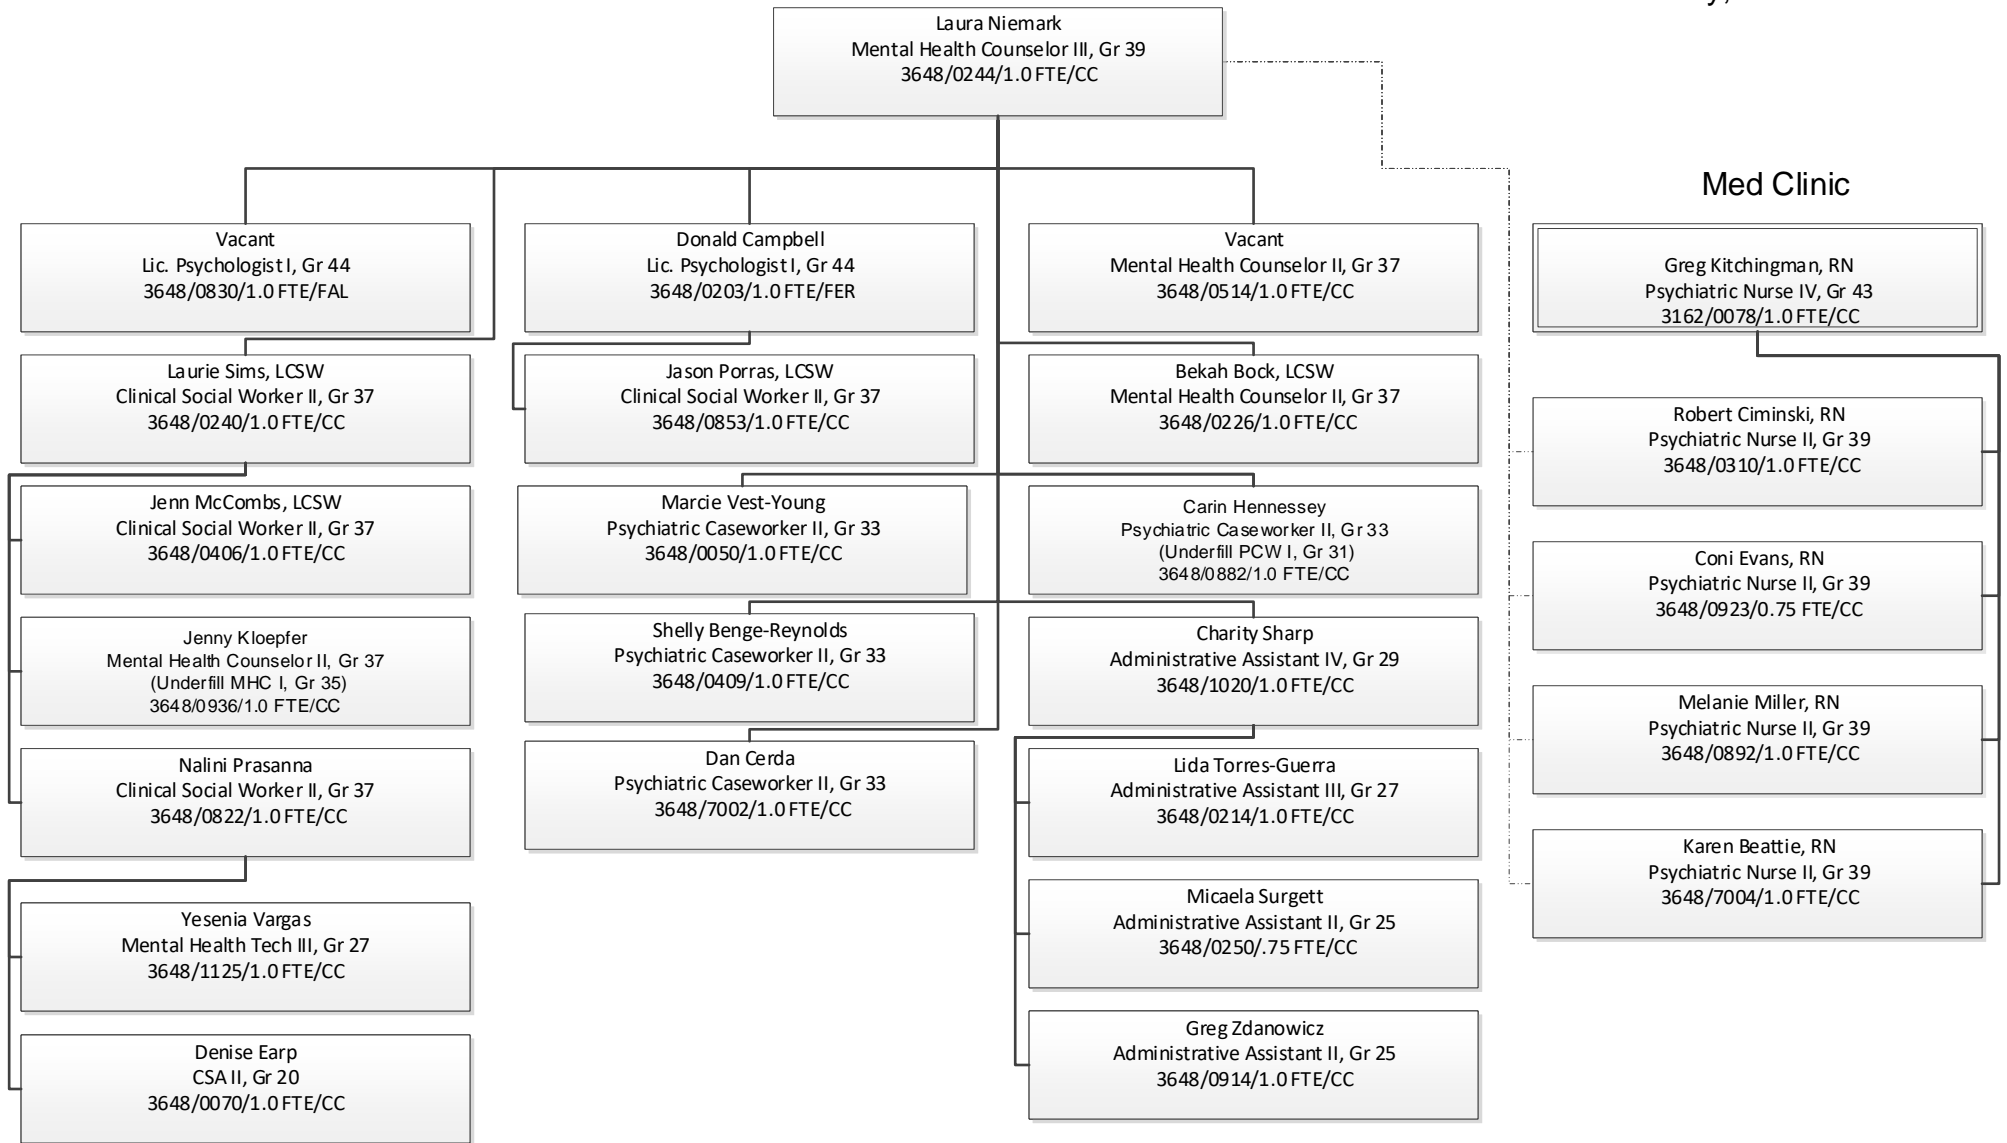 Laura Niemark
Mental Health Counselor III, Gr 39
3648/0244/1.0 FTE/CC
Med Clinic
Vacant
Lic. Psychologist I, Gr 44
3648/0830/1.0 FTE/FAL
Donald Campbell
Lic. Psychologist I, Gr 44
3648/0203/1.0 FTE/FER
Vacant
Mental Health Counselor II, Gr 37
3648/0514/1.0 FTE/CC
Greg Kitchingman, RN
Psychiatric Nurse IV, Gr 43
3162/0078/1.0 FTE/CC
Laurie Sims, LCSW
Clinical Social Worker II, Gr 37
3648/0240/1.0 FTE/CC
Jason Porras, LCSW
Clinical Social Worker II, Gr 37
3648/0853/1.0 FTE/CC
Bekah Bock, LCSW
Mental Health Counselor II, Gr 37
3648/0226/1.0 FTE/CC
Robert Ciminski, RN
Psychiatric Nurse II, Gr 39
3648/0310/1.0 FTE/CC
Jenn McCombs, LCSW
Clinical Social Worker II, Gr 37
3648/0406/1.0 FTE/CC
Marcie Vest-Young
Psychiatric Caseworker II, Gr 33
3648/0050/1.0 FTE/CC
Carin Hennessey
Psychiatric Caseworker II, Gr 33
(Underfill PCW I, Gr 31)
3648/0882/1.0 FTE/CC
Coni Evans, RN
Psychiatric Nurse II, Gr 39
3648/0923/0.75 FTE/CC
Jenny Kloepfer
Mental Health Counselor II, Gr 37
(Underfill MHC I, Gr 35)
3648/0936/1.0 FTE/CC
Shelly Benge-Reynolds
Psychiatric Caseworker II, Gr 33
3648/0409/1.0 FTE/CC
Charity Sharp
Administrative Assistant IV, Gr 29
3648/1020/1.0 FTE/CC
Melanie Miller, RN
Psychiatric Nurse II, Gr 39
3648/0892/1.0 FTE/CC
Nalini Prasanna
Clinical Social Worker II, Gr 37
3648/0822/1.0 FTE/CC
Dan Cerda
Psychiatric Caseworker II, Gr 33
3648/7002/1.0 FTE/CC
Lida Torres-Guerra
Administrative Assistant III, Gr 27
3648/0214/1.0 FTE/CC
Karen Beattie, RN
Psychiatric Nurse II, Gr 39
3648/7004/1.0 FTE/CC
Yesenia Vargas
Mental Health Tech III, Gr 27
3648/1125/1.0 FTE/CC
Micaela Surgett
Administrative Assistant II, Gr 25
3648/0250/.75 FTE/CC
Denise Earp
CSA II, Gr 20
3648/0070/1.0 FTE/CC
Greg Zdanowicz
Administrative Assistant II, Gr 25
3648/0914/1.0 FTE/CC